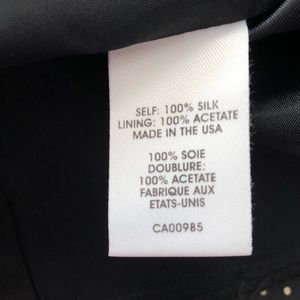 SELF: 100% SILK
LINING: 100% ACETATE
MADE IN THE USA
100% SOIE
DOUBLURE:
100% ACETATE
FABRIQUE AUX
ETATS-UNIS
CA00985